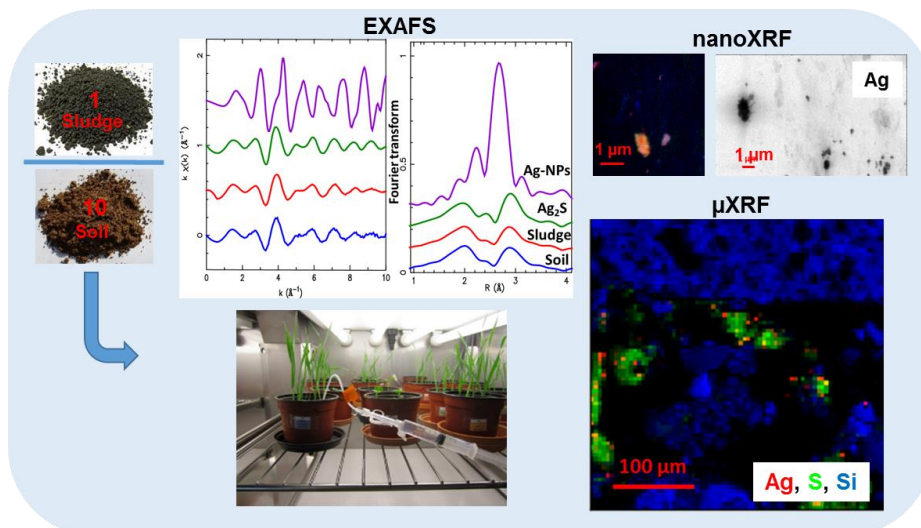 EXAFS
nanoXRF
1
Sludge
10
Soil
k χ(k) (Å⁻¹)
2
1
0
0 2 4 6 8 10
k (Å⁻¹)
Fourier transform
1
0.5
0
Ag-NPs
Ag₂S
Sludge
Soil
1 2 3 4
R (Å)
1 µm
Ag
1 µm
µXRF
100 µm
Ag, S, Si